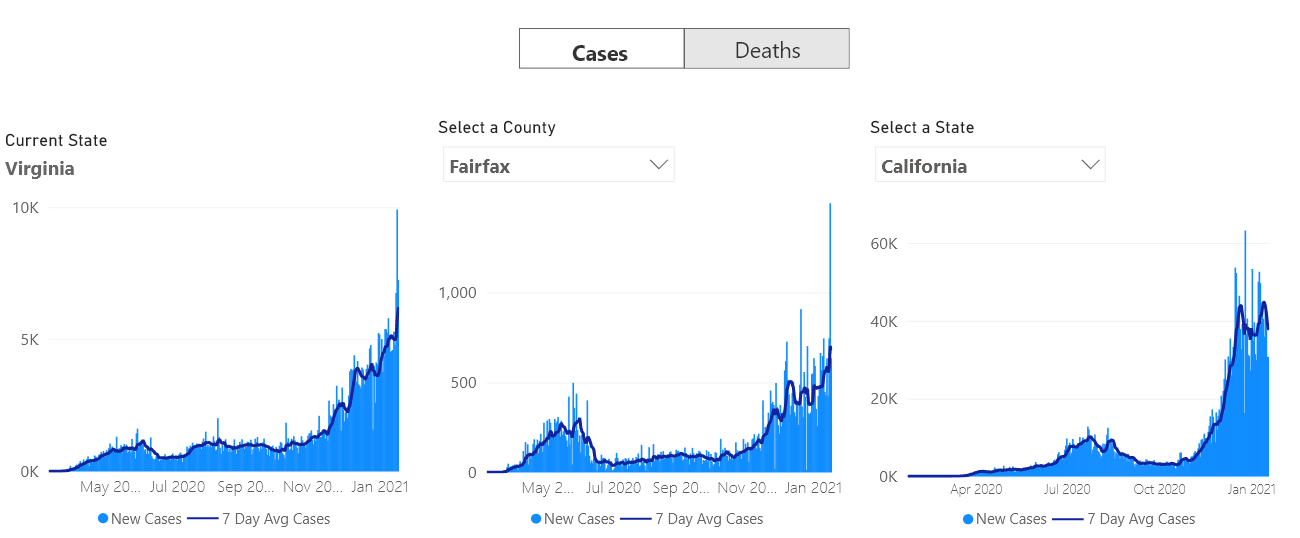 Cases Deaths
Current State
Virginia
10K
5K
0K
May 20... Jul 2020 Sep 20... Nov 20... Jan 2021
New Cases 7 Day Avg Cases
Select a County
Fairfax
1,000
500
0
May 2... Jul 2020 Sep 20... Nov 20... Jan 2021
New Cases 7 Day Avg Cases
Select a State
California
60K
40K
20K
0K
Apr 2020 Jul 2020 Oct 2020 Jan 2021
New Cases 7 Day Avg Cases